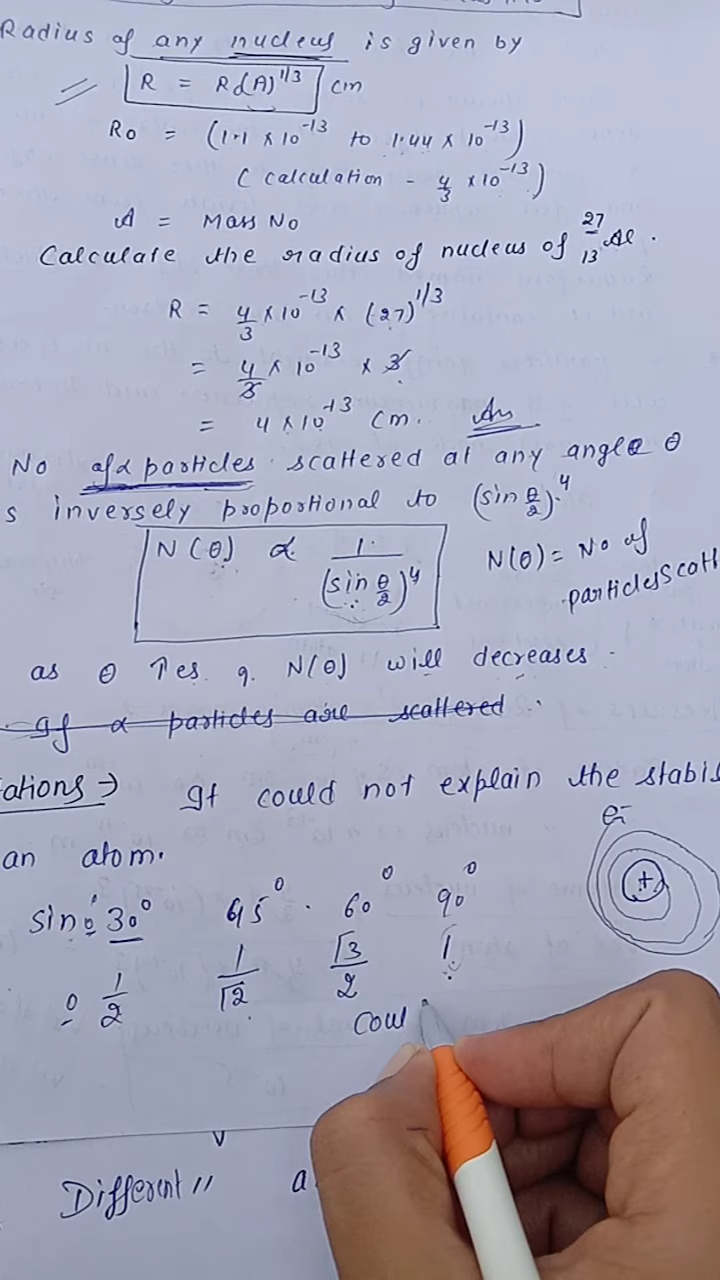 Radius of any nucleus is given by
R = R₀(A)^1/3 cm
R₀ = (1.1 × 10^-13 to 1.44 × 10^-13)
(Calculation - 4/3 × 10^-13)
A = Mass No
Calculate the radius of nucleus of 27/13 Al.
R = 4/3 × 10^-13 × (27)^1/3
= 4/3 × 10^-13 × 3
= 4 × 10^-13 cm. Ans
No of α particles scattered at any angle θ
s inversely proportional to (sin θ/2)^4
N(θ) ∝ 1/(sin θ/2)^4 N(θ) = No of
particles scatt
as θ ↑es, N(θ) will decreases.
If α particles are scattered
ations → It could not explain the stabil
an atom. e-
+
sin 0° 30° 45° 60° 90°
0 1/2 1/√2 √3/2 1
Coul
Different " a